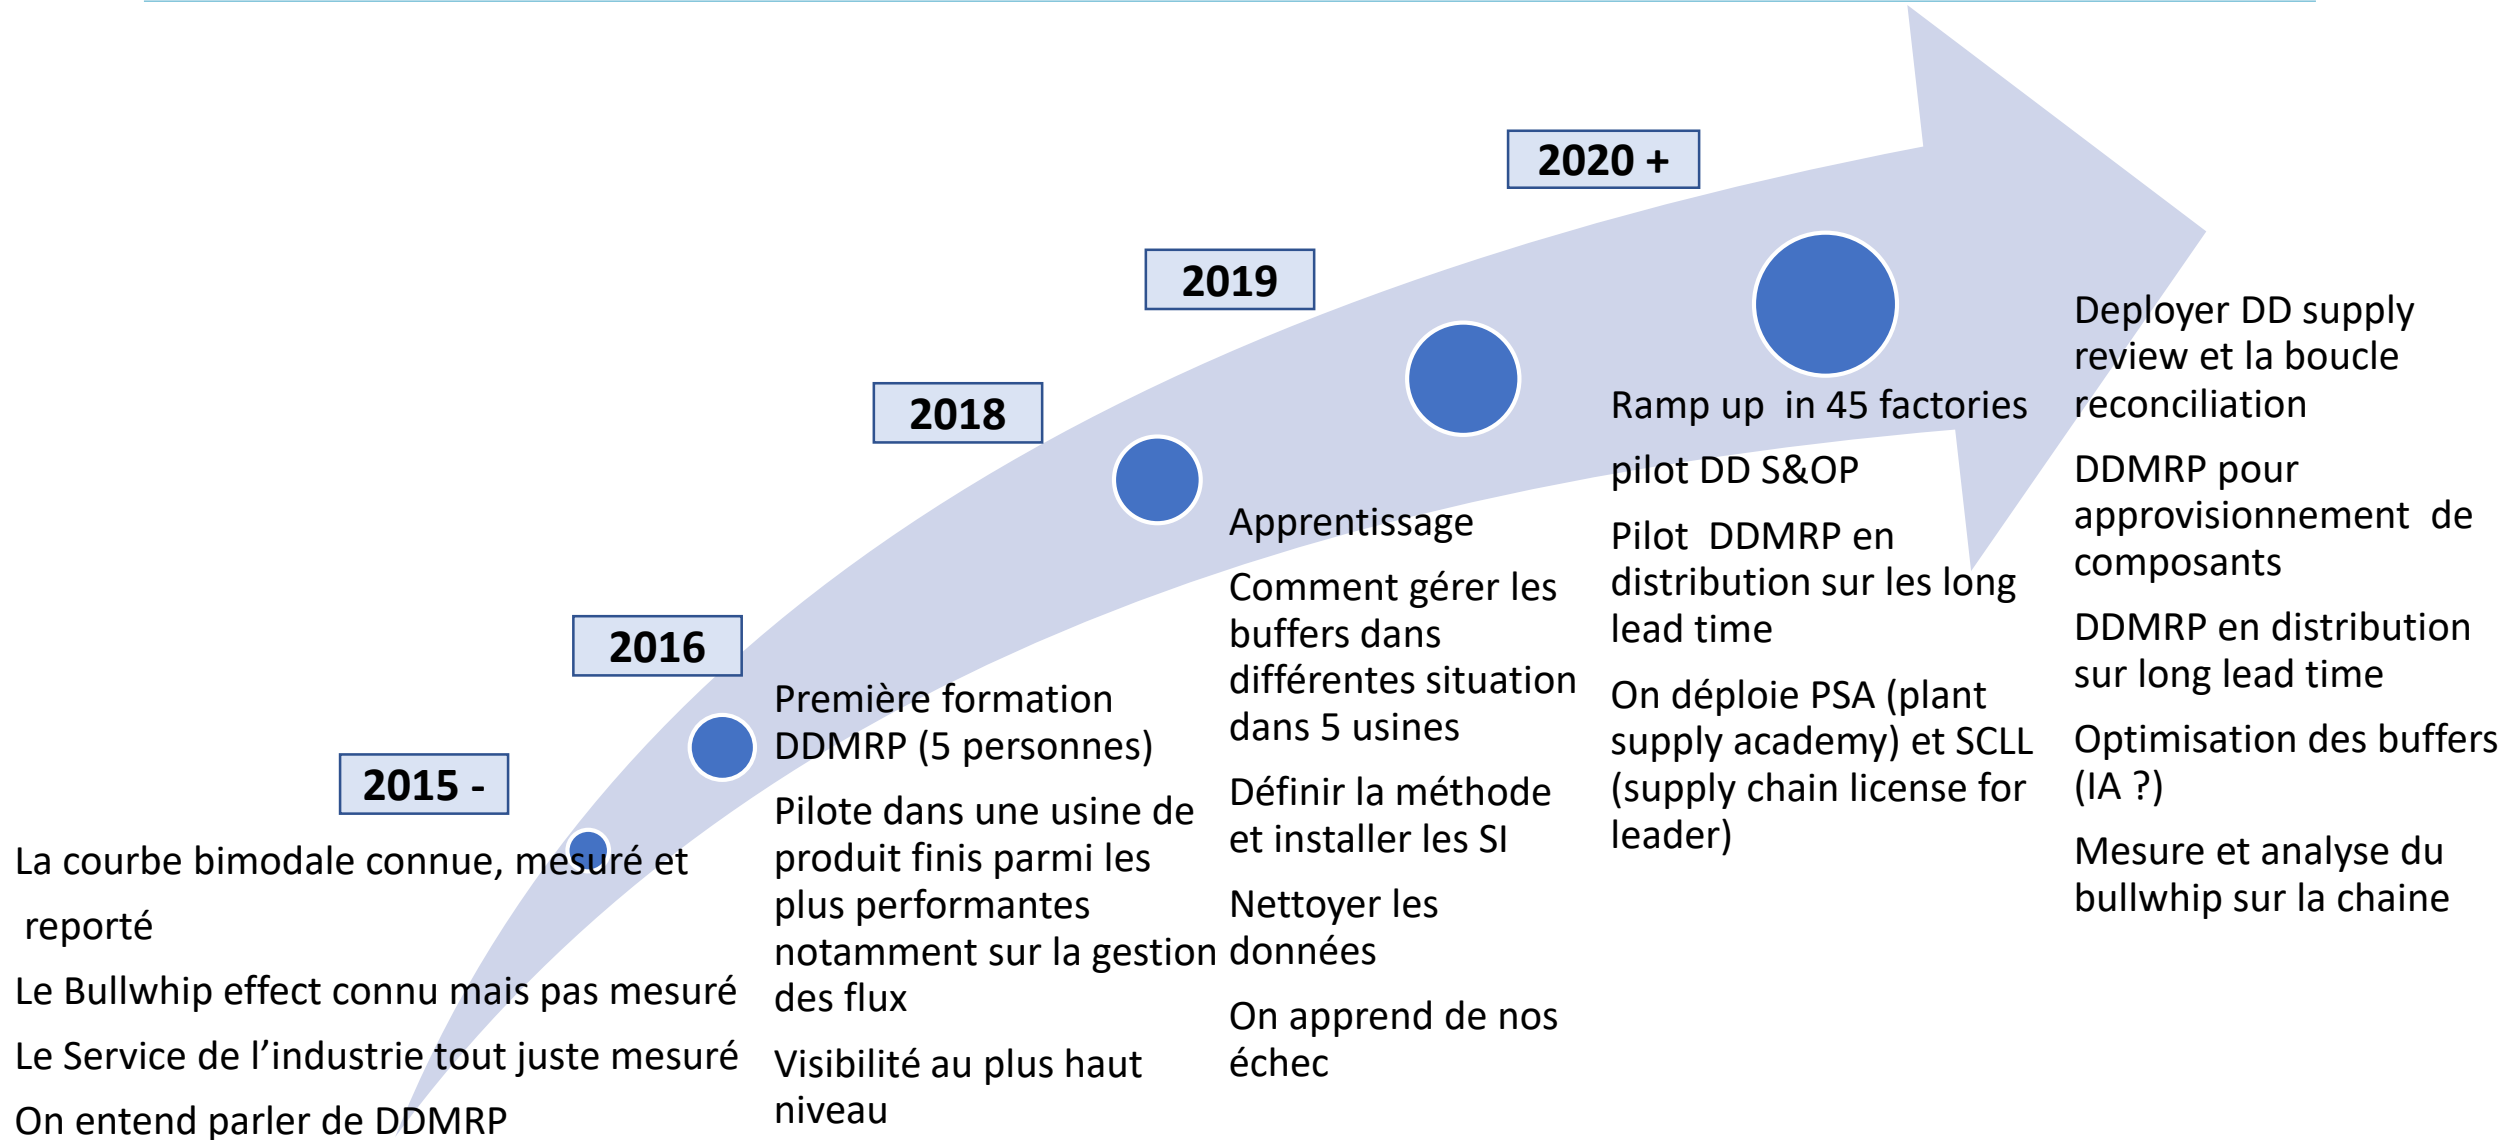 2015 -
La courbe bimodale connue, mesuré et
reporté
Le Bullwhip effect connu mais pas mesuré
Le Service de l’industrie tout juste mesuré
On entend parler de DDMRP
2016
Première formation
DDMRP (5 personnes)
Pilote dans une usine de
produit finis parmi les
plus performantes
notamment sur la gestion
des flux
Visibilité au plus haut
niveau
2018
Apprentissage
Comment gérer les
buffers dans
différentes situation
dans 5 usines
Définir la méthode
et installer les SI
Nettoyer les
données
On apprend de nos
échec
2019
Ramp up  in 45 factories
pilot DD S&OP
Pilot  DDMRP en
distribution sur les long
lead time
On déploie PSA (plant
supply academy) et SCLL
(supply chain license for
leader)
2020 +
Deployer DD supply
review et la boucle
reconciliation
DDMRP pour
approvisionnement  de
composants
DDMRP en distribution
sur long lead time
Optimisation des buffers
(IA ?)
Mesure et analyse du
bullwhip sur la chaine